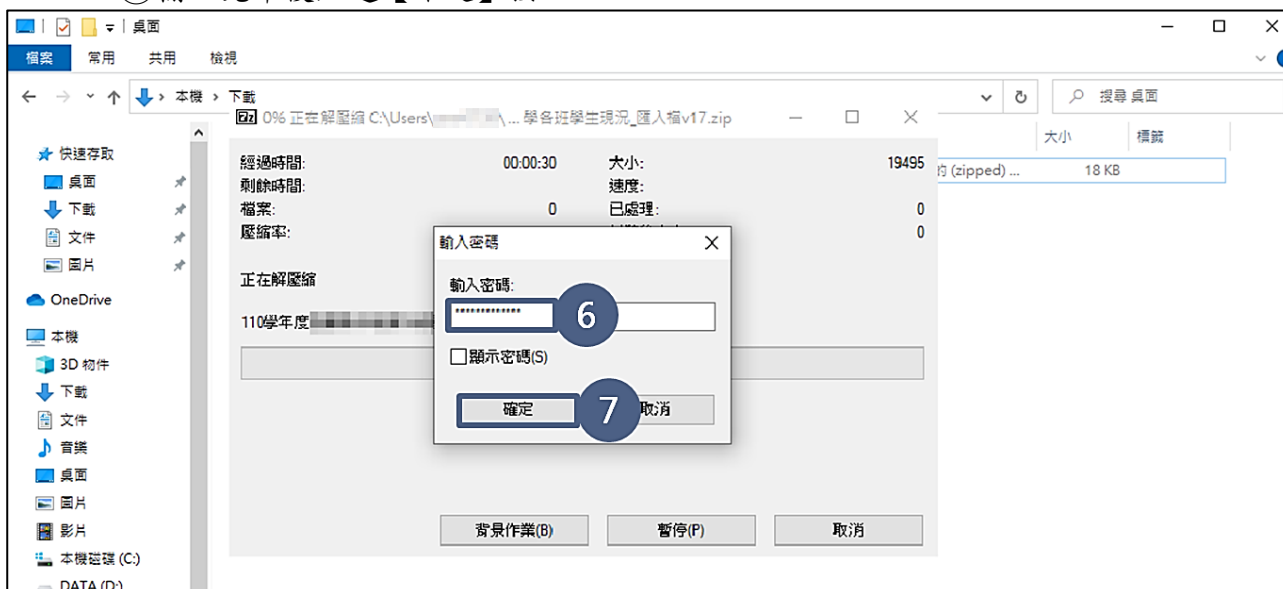 桌面
檔案 常用 共用 檢視
本機 › 下載
搜尋 桌面
0% 正在解壓縮 C:\Users\ \ ... 學各班學生現況_匯入檔v17.zip
大小 標籤
快速存取
桌面
下載
文件
圖片
OneDrive
本機
3D 物件
下載
文件
音樂
桌面
圖片
影片
本機磁碟 (C:)
DATA (D:)
經過時間: 00:00:30 大小: 19495
剩餘時間: 速度:
檔案: 0 已處理: 0
壓縮率: 0
正在解壓縮
110學年度
的 (zipped) ... 18 KB
輸入密碼
輸入密碼:
************* 6
顯示密碼(S)
確定 7 取消
背景作業(B) 暫停(P) 取消